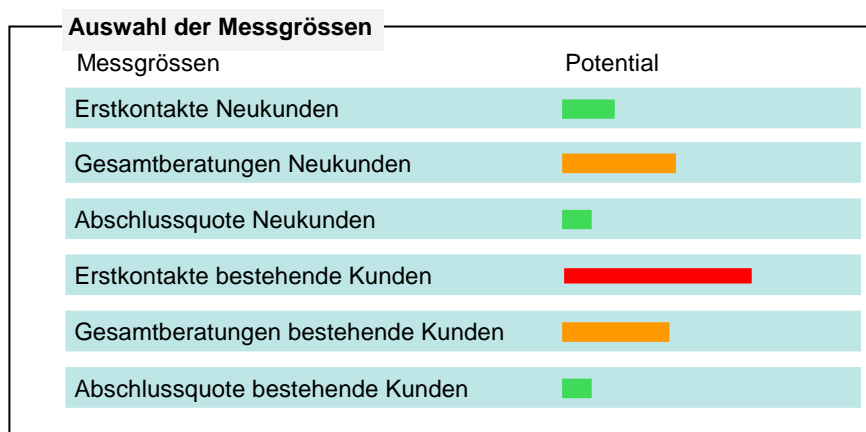 Auswahl der Messgrössen
Messgrössen Potential
Erstkontakte Neukunden
Gesamtberatungen Neukunden
Abschlussquote Neukunden
Erstkontakte bestehende Kunden
Gesamtberatungen bestehende Kunden
Abschlussquote bestehende Kunden